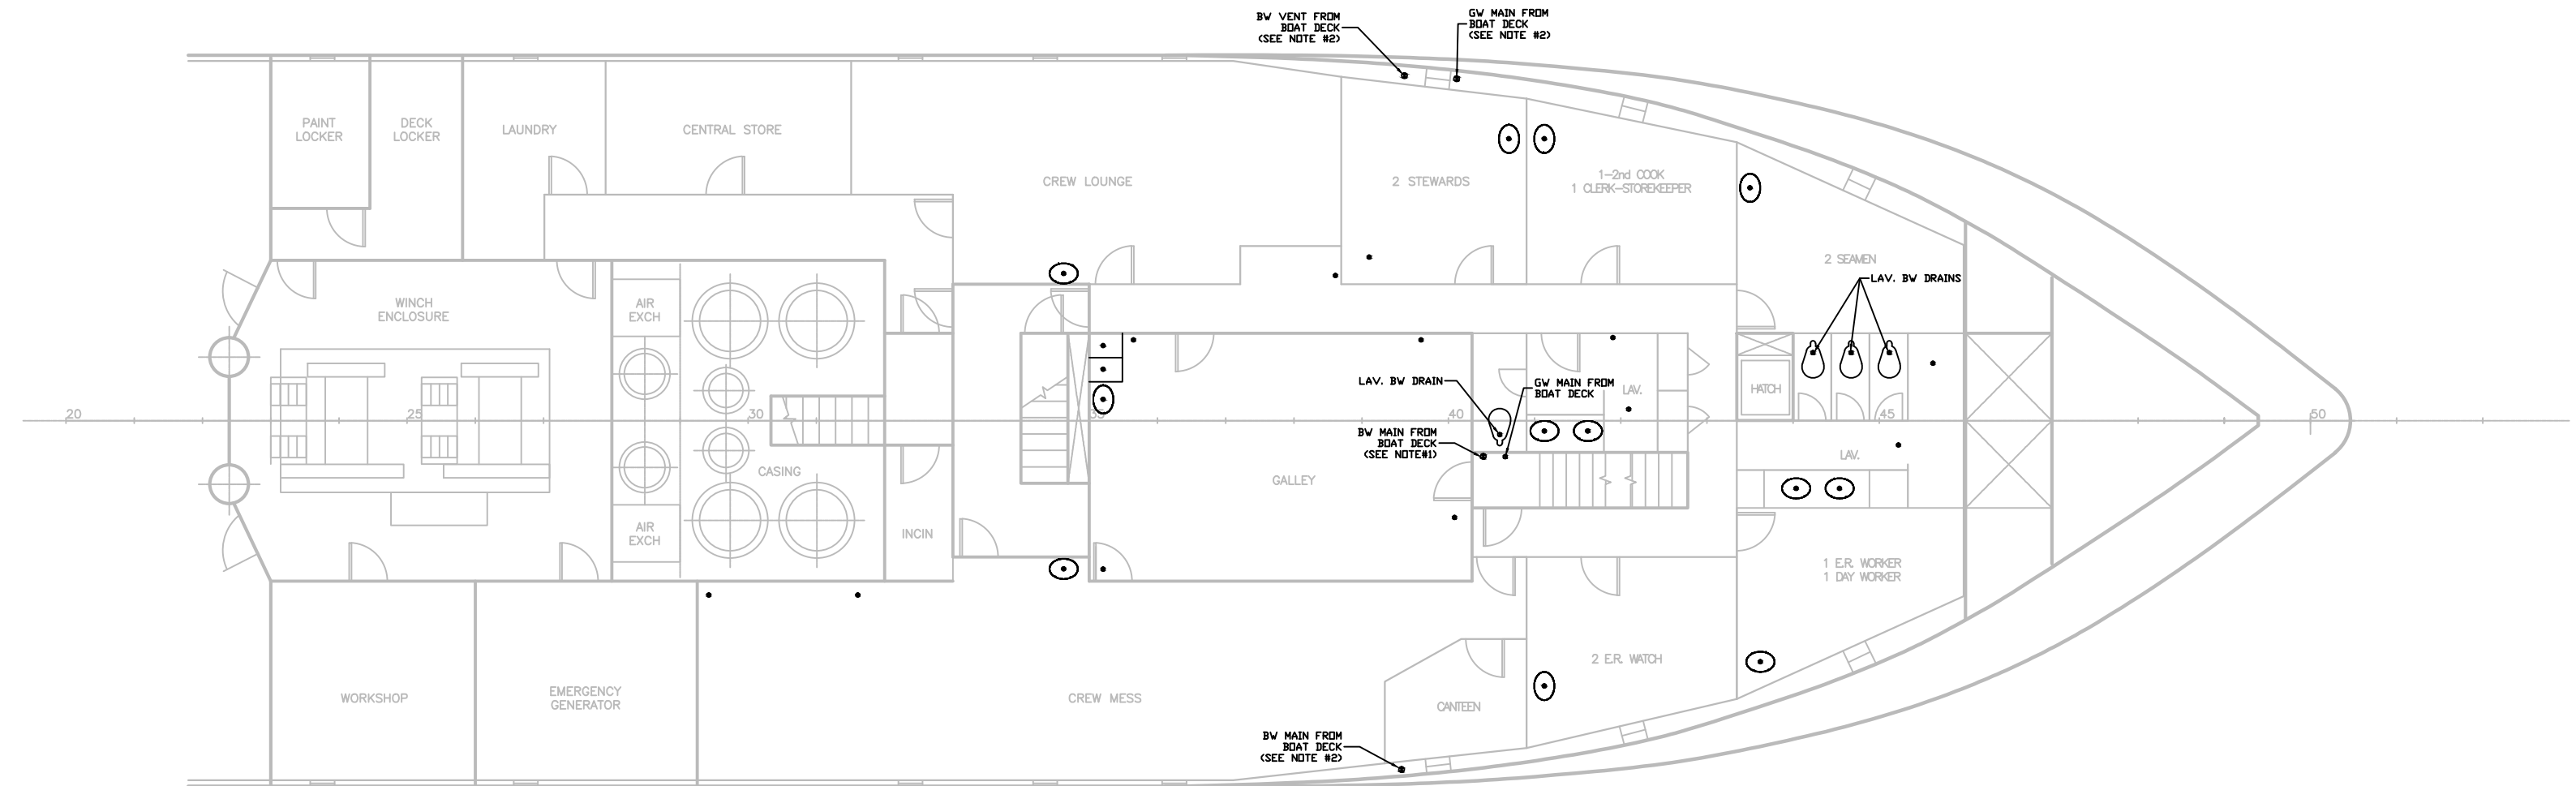 BW VENT FROM
BOAT DECK
(SEE NOTE #2)
GW MAIN FROM
BOAT DECK
(SEE NOTE #2)
PAINT
LOCKER
DECK
LOCKER
LAUNDRY
CENTRAL STORE
CREW LOUNGE
2 STEWARDS
1-2nd COOK
1 CLERK-STOREKEEPER
2 SEAMEN
LAV. BW DRAINS
WINCH
ENCLOSURE
AIR
EXCH
LAV. BW DRAIN
GW MAIN FROM
BOAT DECK
LAV.
HATCH
20
25
30
35
40
45
50
BW MAIN FROM
BOAT DECK
(SEE NOTE#1)
CASING
GALLEY
LAV.
AIR
EXCH
INCIN
1 E.R. WORKER
1 DAY WORKER
2 E.R. WATCH
WORKSHOP
EMERGENCY
GENERATOR
CREW MESS
CANTEEN
BW MAIN FROM
BOAT DECK
(SEE NOTE #2)